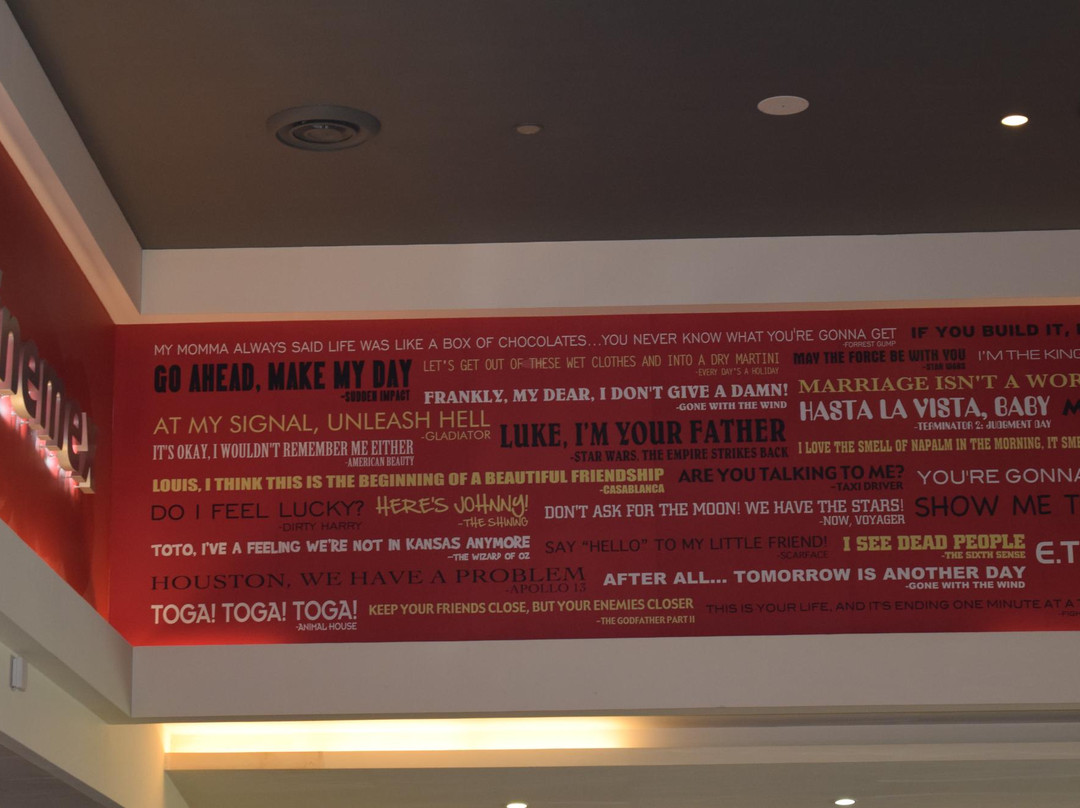 nemex
MY MOMMA ALWAYS SAID LIFE WAS LIKE A BOX OF CHOCOLATES...YOU NEVER KNOW WHAT YOU'RE GONNA GET
-FORREST GUMP
IF YOU BUILD IT,
GO AHEAD, MAKE MY DAY
-SUDDEN IMPACT
LET'S GET OUT OF THESE WET CLOTHES AND INTO A DRY MARTINI
-EVERY DAY'S A HOLIDAY
MAY THE FORCE BE WITH YOU
-STAR WARS
I'M THE KING
FRANKLY, MY DEAR, I DON'T GIVE A DAMN!
-GONE WITH THE WIND
MARRIAGE ISN'T A WOR
AT MY SIGNAL, UNLEASH HELL
-GLADIATOR
HASTA LA VISTA, BABY
-TERMINATOR 2: JUDGMENT DAY
IT'S OKAY, I WOULDN'T REMEMBER ME EITHER
-AMERICAN BEAUTY
LUKE, I'M YOUR FATHER
-STAR WARS, THE EMPIRE STRIKES BACK
I LOVE THE SMELL OF NAPALM IN THE MORNING, IT SME
LOUIS, I THINK THIS IS THE BEGINNING OF A BEAUTIFUL FRIENDSHIP
-CASABLANCA
ARE YOU TALKING TO ME?
-TAXI DRIVER
YOU'RE GONNA
DO I FEEL LUCKY?
-DIRTY HARRY
HERE'S JOHNNY!
-THE SHINING
DON'T ASK FOR THE MOON! WE HAVE THE STARS!
-NOW, VOYAGER
SHOW ME T
TOTO, I'VE A FEELING WE'RE NOT IN KANSAS ANYMORE
-THE WIZARD OF OZ
SAY "HELLO" TO MY LITTLE FRIEND!
-SCARFACE
I SEE DEAD PEOPLE
-THE SIXTH SENSE
E.T
HOUSTON, WE HAVE A PROBLEM
-APOLLO 13
AFTER ALL... TOMORROW IS ANOTHER DAY
-GONE WITH THE WIND
TOGA! TOGA! TOGA!
-ANIMAL HOUSE
KEEP YOUR FRIENDS CLOSE, BUT YOUR ENEMIES CLOSER
-THE GODFATHER PART II
THIS IS YOUR LIFE, AND IT'S ENDING ONE MINUTE AT A